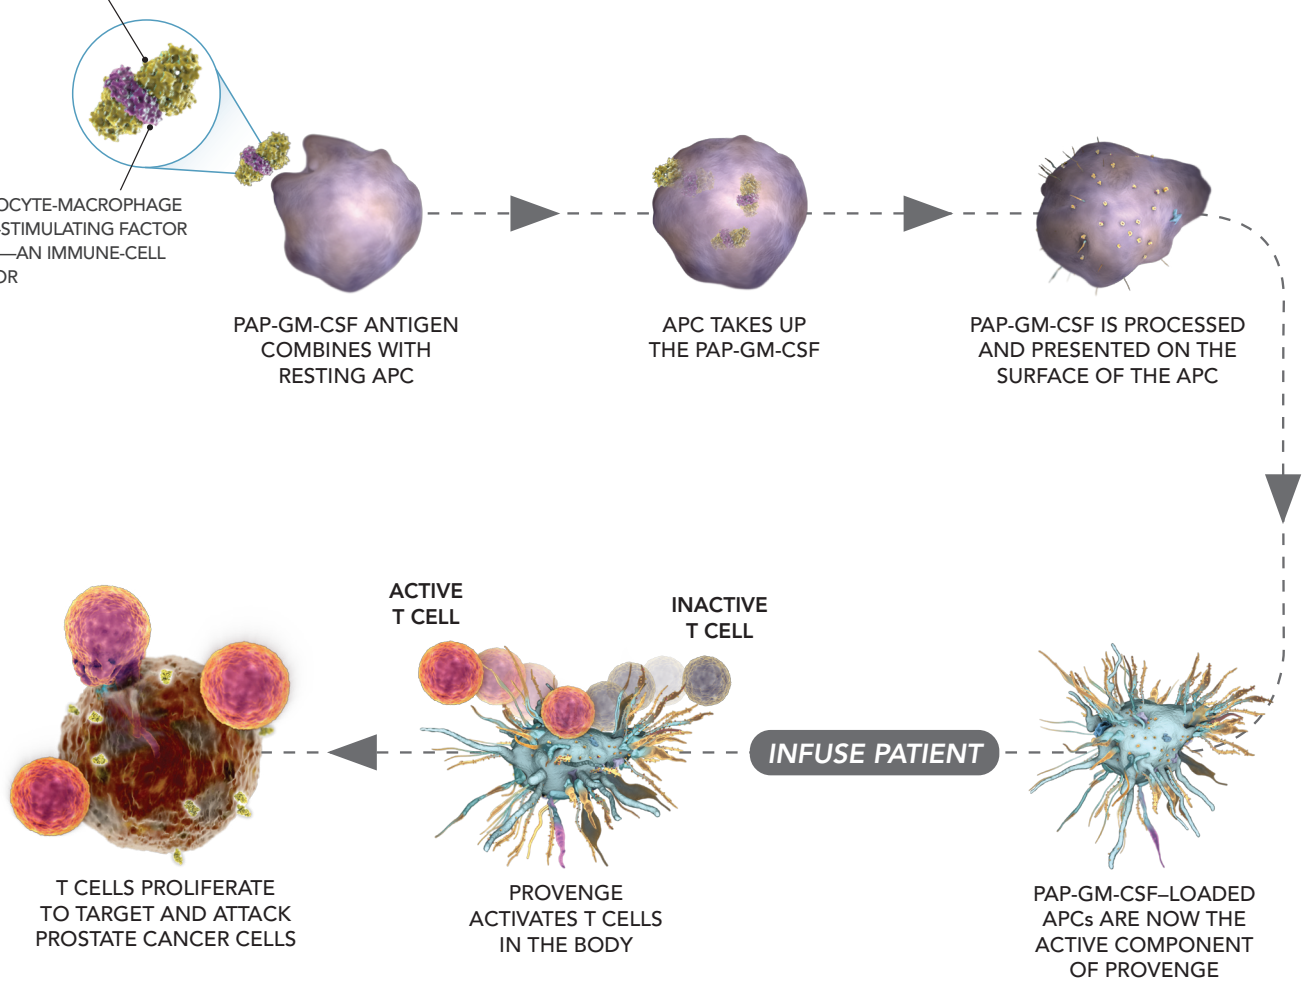 OCYTE-MACROPHAGE
-STIMULATING FACTOR
—AN IMMUNE-CELL
OR
PAP-GM-CSF ANTIGEN
COMBINES WITH
RESTING APC
APC TAKES UP
THE PAP-GM-CSF
PAP-GM-CSF IS PROCESSED
AND PRESENTED ON THE
SURFACE OF THE APC
ACTIVE
T CELL
INACTIVE
T CELL
INFUSE PATIENT
T CELLS PROLIFERATE
TO TARGET AND ATTACK
PROSTATE CANCER CELLS
PROVENGE
ACTIVATES T CELLS
IN THE BODY
PAP-GM-CSF–LOADED
APCs ARE NOW THE
ACTIVE COMPONENT
OF PROVENGE